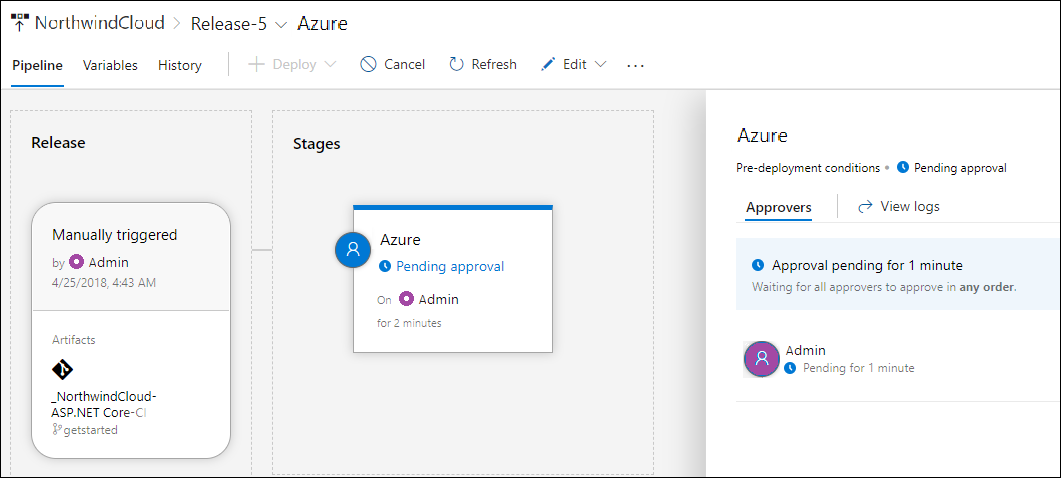 NorthwindCloud > Release-5 Azure
Pipeline Variables History Deploy Cancel Refresh Edit ...
Release
Manually triggered
by Admin
4/25/2018, 4:43 AM
Artifacts
_NorthwindCloud-
ASP.NET Core-CI
getstarted
Stages
Azure
Pending approval
On Admin
for 2 minutes
Azure
Pre-deployment conditions • Pending approval
Approvers View logs
Approval pending for 1 minute
Waiting for all approvers to approve in any order.
Admin
Pending for 1 minute